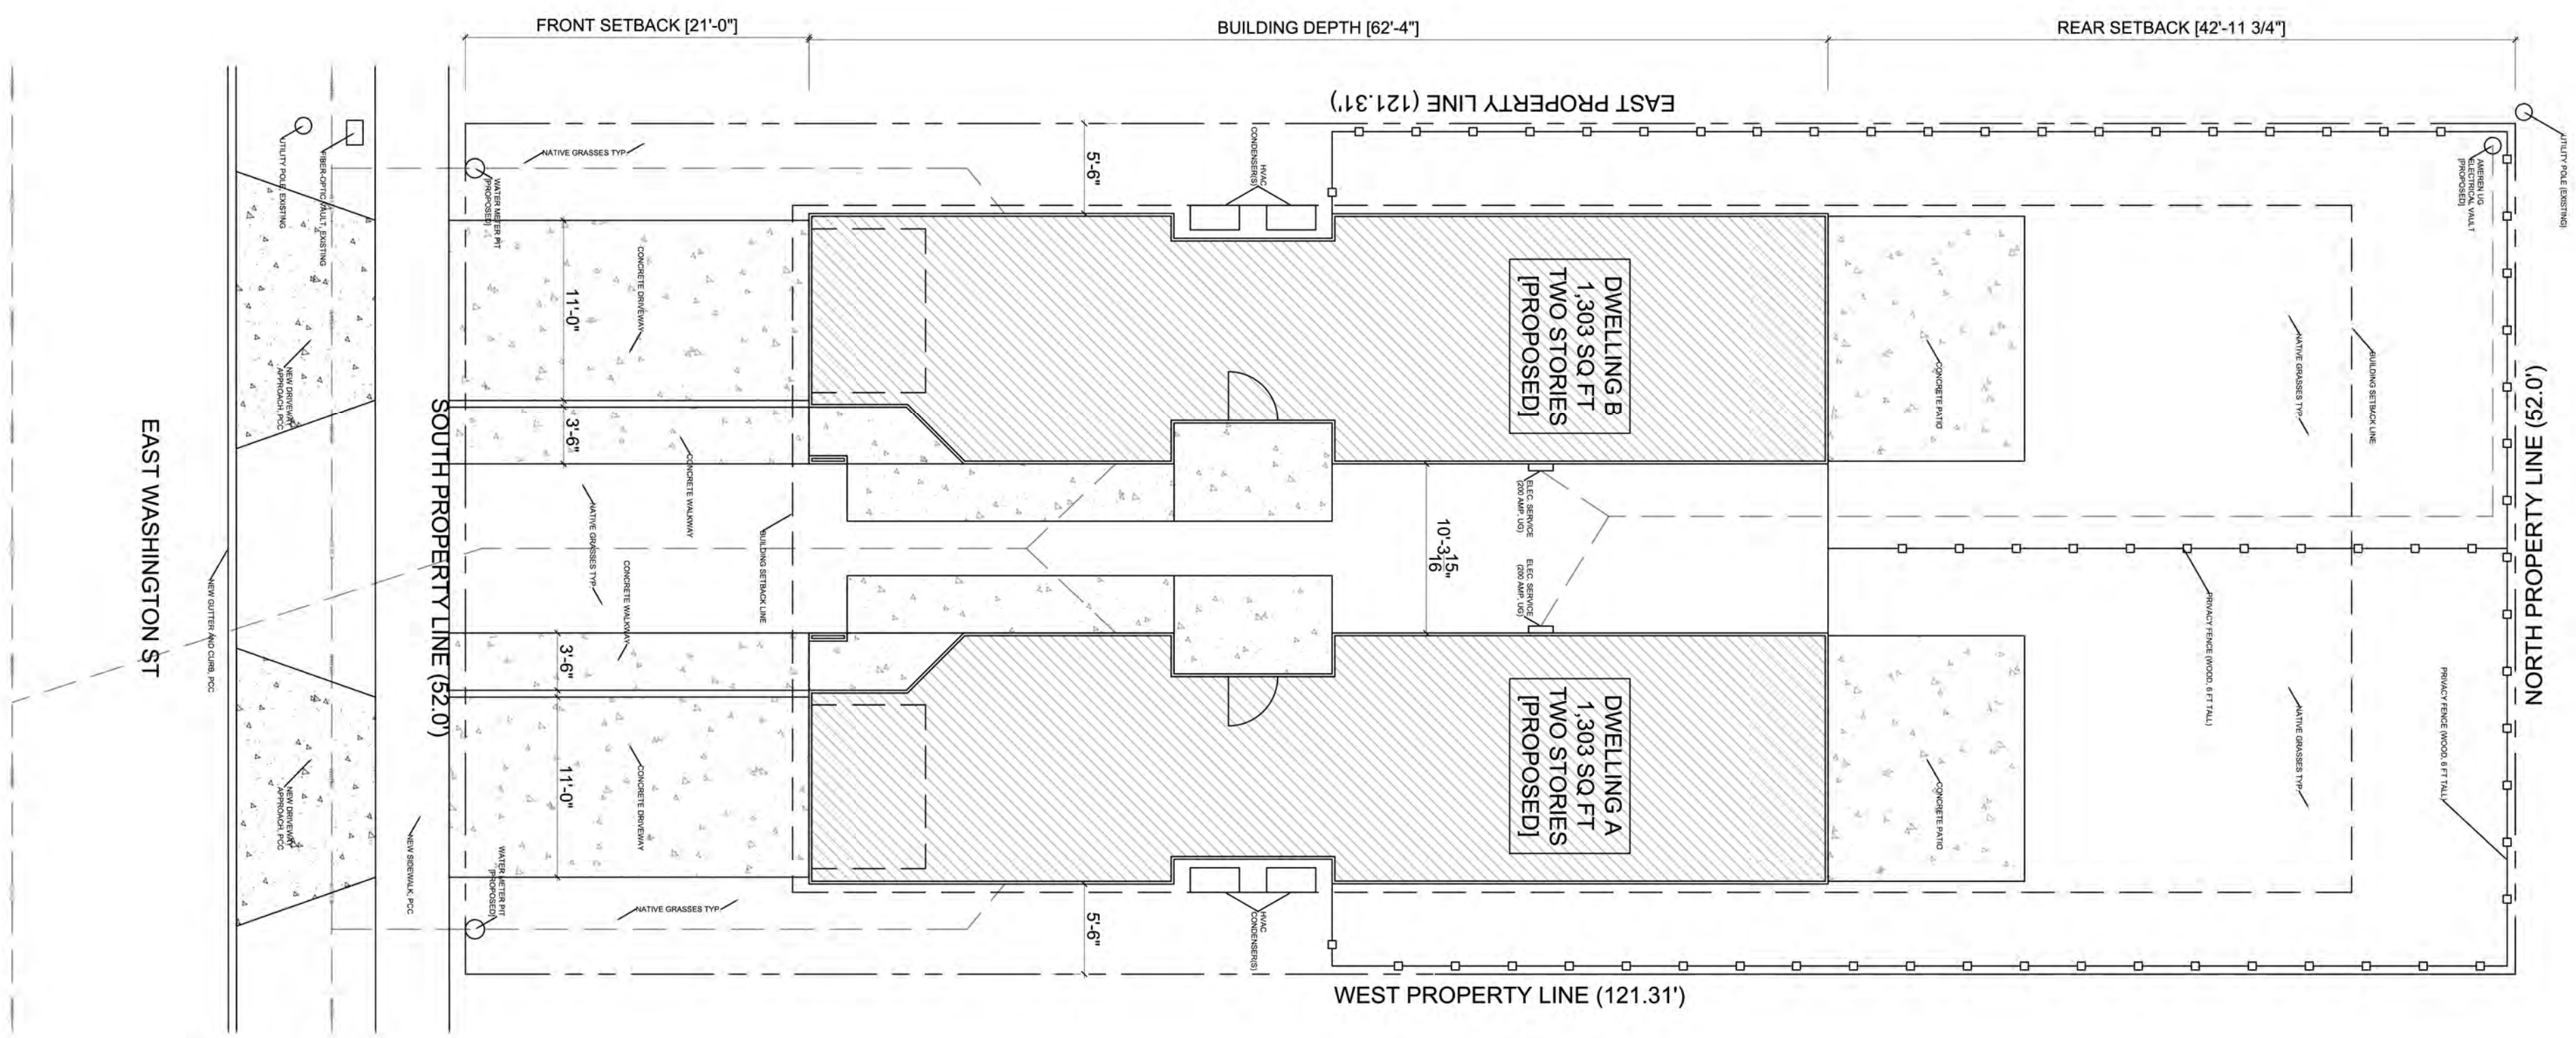 FRONT SETBACK [21'-0"]
BUILDING DEPTH [62'-4"]
REAR SETBACK [42'-11 3/4"]
EAST PROPERTY LINE (121.31')
UTILITY POLE, EXISTING
FIBER-OPTIC VAULT, EXISTING
WATER METER PIT
[PROPOSED]
NATIVE GRASSES TYP.
5'-6"
HVAC
CONDENSER(S)
AMEREN UG
ELECTRICAL VAULT
[PROPOSED]
UTILITY POLE (EXISTING)
NEW DRIVEWAY
APPROACH, PCC
11'-0"
CONCRETE DRIVEWAY
DWELLING B
1,303 SQ FT
TWO STORIES
[PROPOSED]
CONCRETE PATIO
NATIVE GRASSES TYP.
BUILDING SETBACK LINE
3'-6"
CONCRETE WALKWAY
EAST WASHINGTON ST
SOUTH PROPERTY LINE (52.0')
NORTH PROPERTY LINE (52.0')
NEW GUTTER AND CURB, PCC
NATIVE GRASSES TYP.
CONCRETE WALKWAY
BUILDING SETBACK LINE
10'-3 15/16"
ELEC. SERVICE
(200 AMP, UG)
ELEC. SERVICE
(200 AMP, UG)
PRIVACY FENCE (WOOD, 6 FT TALL)
PRIVACY FENCE (WOOD, 6 FT TALL)
3'-6"
11'-0"
CONCRETE DRIVEWAY
NEW DRIVEWAY
APPROACH, PCC
NEW SIDEWALK, PCC
DWELLING A
1,303 SQ FT
TWO STORIES
[PROPOSED]
CONCRETE PATIO
NATIVE GRASSES TYP.
WATER METER PIT
[PROPOSED]
NATIVE GRASSES TYP.
5'-6"
HVAC
CONDENSER(S)
WEST PROPERTY LINE (121.31')